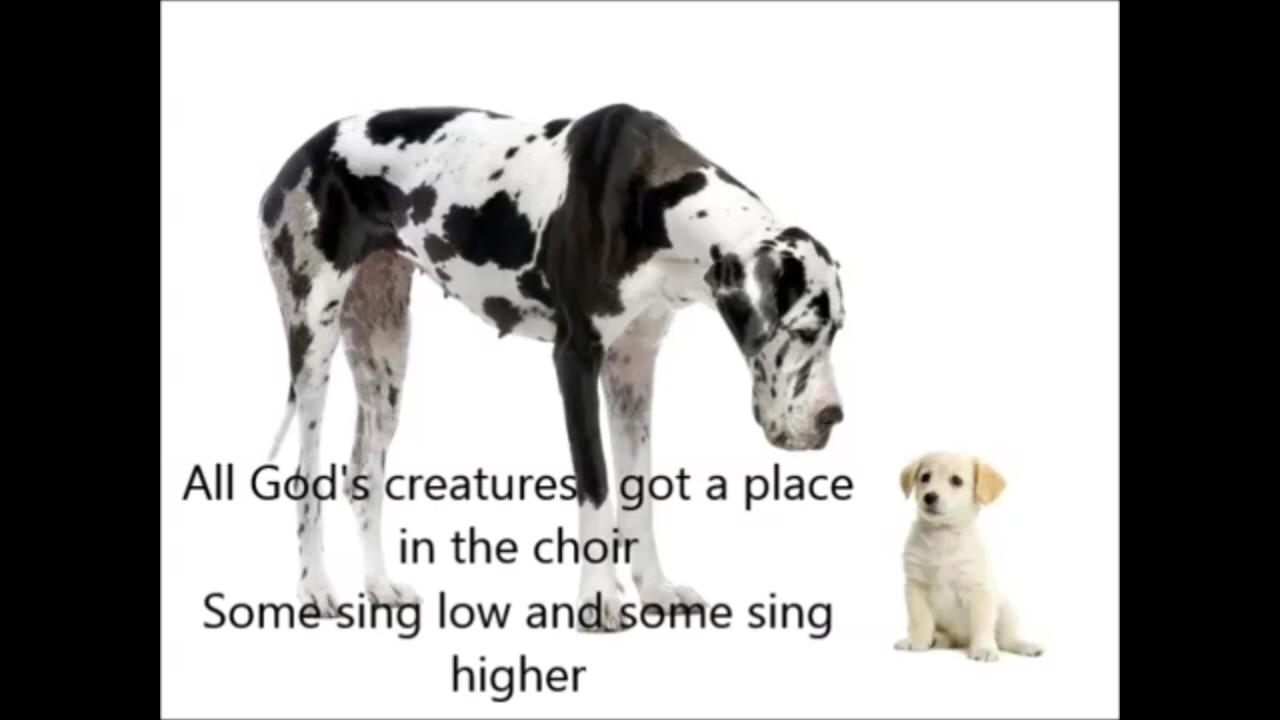 All God's creatures got a place
in the choir
Some sing low and some sing
higher